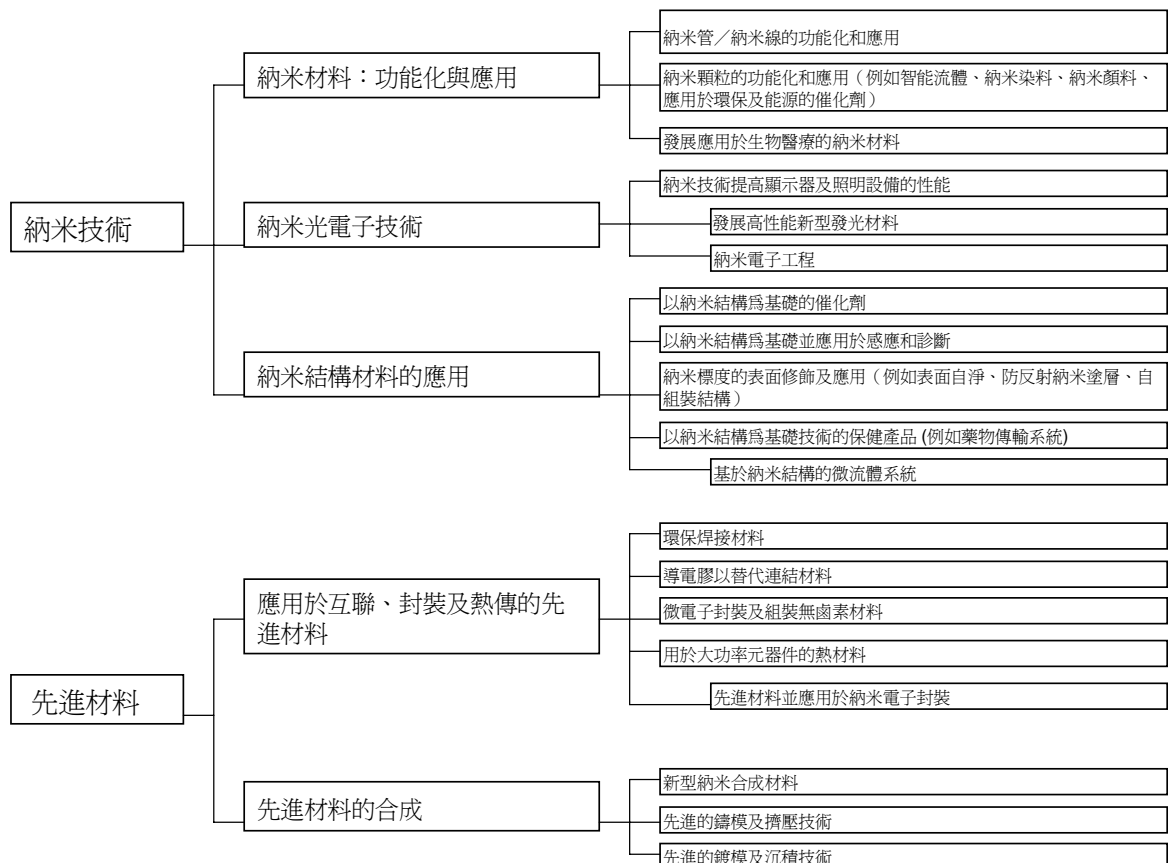 納米管／納米線的功能化和應用
納米材料：功能化與應用
納米顆粒的功能化和應用（例如智能流體、納米染料、納米顏料、
應用於環保及能源的催化劑）
發展應用於生物醫療的納米材料
納米技術
納米光電子技術
納米技術提高顯示器及照明設備的性能
發展高性能新型發光材料
納米電子工程
納米結構材料的應用
以納米結構爲基礎的催化劑
以納米結構爲基礎並應用於感應和診斷
納米標度的表面修飾及應用（例如表面自淨、防反射納米塗層、自
組裝結構）
以納米結構爲基礎技術的保健產品 (例如藥物傳輸系統)
基於納米結構的微流體系統
先進材料
應用於互聯、封裝及熱傳的先
進材料
環保焊接材料
導電膠以替代連結材料
微電子封裝及組裝無鹵素材料
用於大功率元器件的熱材料
先進材料並應用於納米電子封裝
先進材料的合成
新型納米合成材料
先進的鑄模及擠壓技術
先進的鍍模及沉積技術